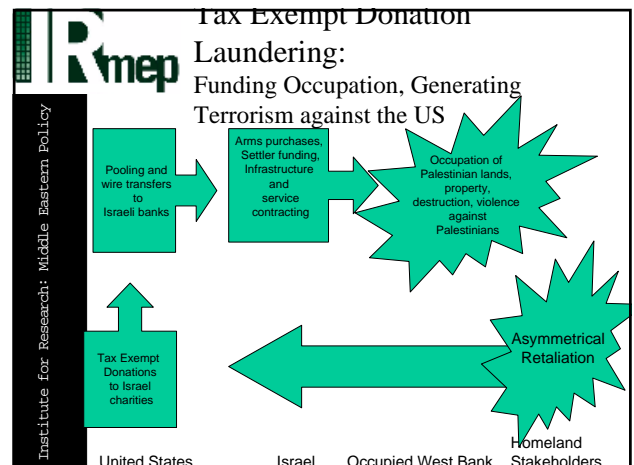 IRmep
Tax Exempt Donation
Laundering:
Funding Occupation, Generating
Terrorism against the US
Institute for Research: Middle Eastern Policy
Pooling and
wire transfers
to
Israeli banks
Arms purchases,
Settler funding,
Infrastructure
and
service
contracting
Occupation of
Palestinian lands,
property,
destruction, violence
against
Palestinians
Tax Exempt
Donations
to Israel
charities
Asymmetrical
Retaliation
United States
Israel
Occupied West Bank
Homeland
Stakeholders